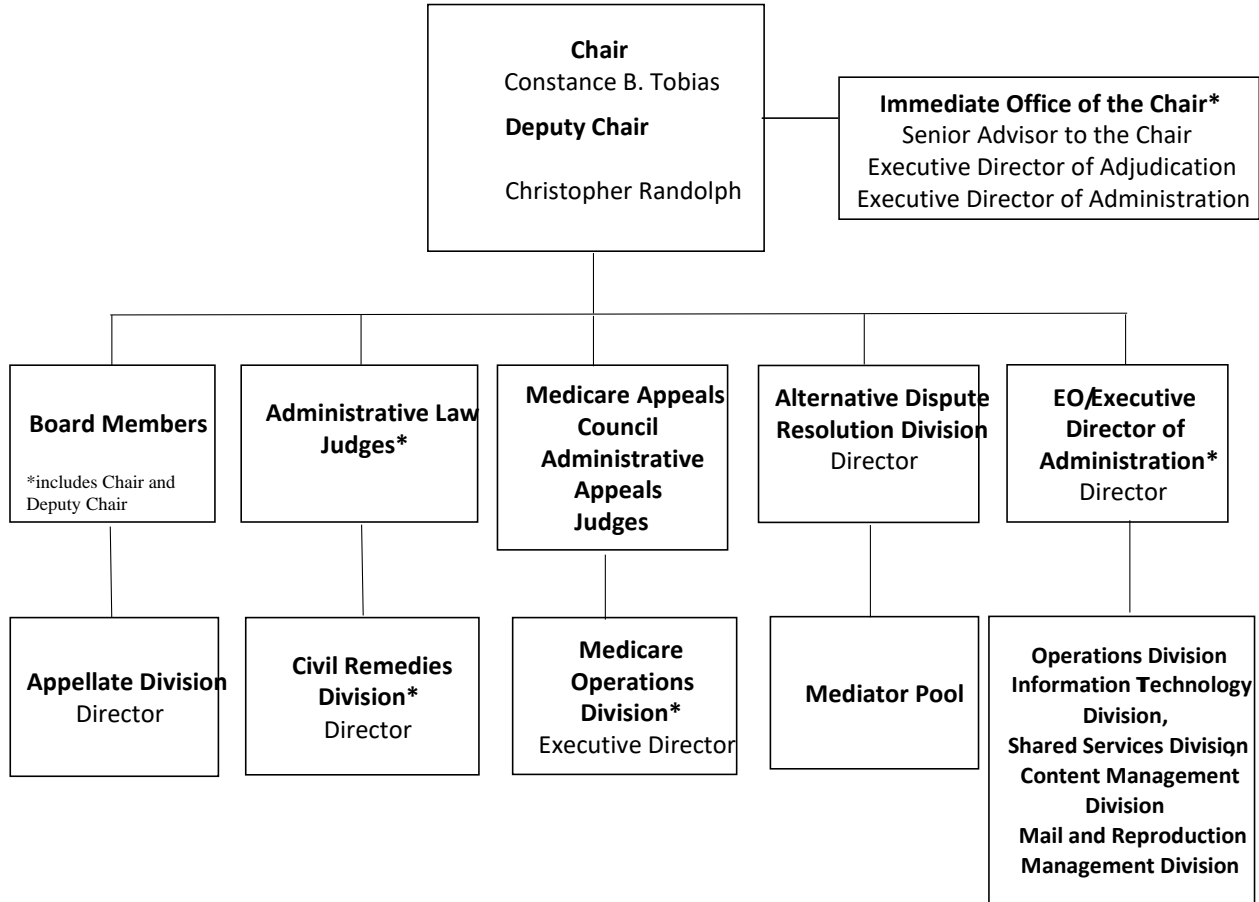 Chair
Constance B. Tobias
Deputy Chair
Christopher Randolph
Immediate Office of the Chair*
Senior Advisor to the Chair
Executive Director of Adjudication
Executive Director of Administration
Board Members
*includes Chair and
Deputy Chair
Administrative Law
Judges*
Medicare Appeals
Council
Administrative
Appeals
Judges
Alternative Dispute
Resolution Division
Director
EO/Executive
Director of
Administration*
Director
Appellate Division
Director
Civil Remedies
Division*
Director
Medicare
Operations
Division*
Executive Director
Mediator Pool
Operations Division
Information Technology
Division,
Shared Services Division,
Content Management
Division
Mail and Reproduction
Management Division